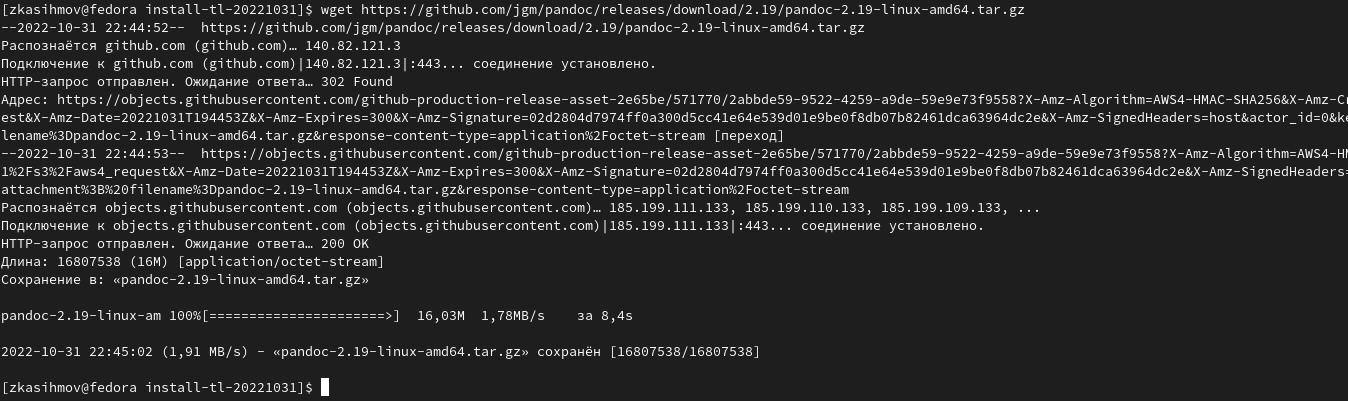 [zkasihmov@fedora install-tl-20221031]$ wget https://github.com/jgm/pandoc/releases/download/2.19/pandoc-2.19-linux-amd64.tar.gz
--2022-10-31 22:44:52--  https://github.com/jgm/pandoc/releases/download/2.19/pandoc-2.19-linux-amd64.tar.gz
Распознаётся github.com (github.com)… 140.82.121.3
Подключение к github.com (github.com)|140.82.121.3|:443... соединение установлено.
HTTP-запрос отправлен. Ожидание ответа… 302 Found
Адрес: https://objects.githubusercontent.com/github-production-release-asset-2e65be/571770/2abbde59-9522-4259-a9de-59e9e73f9558?X-Amz-Algorithm=AWS4-HMAC-SHA256&X-Amz-Cr
est&X-Amz-Date=20221031T194453Z&X-Amz-Expires=300&X-Amz-Signature=02d2804d7974ff0a300d5cc41e64e539d01e9be0f8db07b82461dca63964dc2e&X-Amz-SignedHeaders=host&actor_id=0&ke
lename%3Dpandoc-2.19-linux-amd64.tar.gz&response-content-type=application%2Foctet-stream [переход]
--2022-10-31 22:44:53--  https://objects.githubusercontent.com/github-production-release-asset-2e65be/571770/2abbde59-9522-4259-a9de-59e9e73f9558?X-Amz-Algorithm=AWS4-HM
1%2Fs3%2Faws4_request&X-Amz-Date=20221031T194453Z&X-Amz-Expires=300&X-Amz-Signature=02d2804d7974ff0a300d5cc41e64e539d01e9be0f8db07b82461dca63964dc2e&X-Amz-SignedHeaders=
attachment%3B%20filename%3Dpandoc-2.19-linux-amd64.tar.gz&response-content-type=application%2Foctet-stream
Распознаётся objects.githubusercontent.com (objects.githubusercontent.com)… 185.199.111.133, 185.199.110.133, 185.199.109.133, ...
Подключение к objects.githubusercontent.com (objects.githubusercontent.com)|185.199.111.133|:443... соединение установлено.
HTTP-запрос отправлен. Ожидание ответа… 200 OK
Длина: 16807538 (16M) [application/octet-stream]
Сохранение в: «pandoc-2.19-linux-amd64.tar.gz»
pandoc-2.19-linux-am 100%[======================>]  16,03M  1,78MB/s    за 8,4s
2022-10-31 22:45:02 (1,91 MB/s) - «pandoc-2.19-linux-amd64.tar.gz» сохранён [16807538/16807538]
[zkasihmov@fedora install-tl-20221031]$